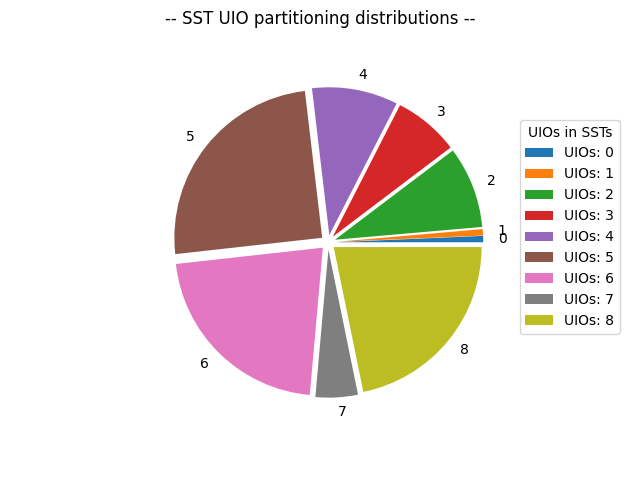 -- SST UIO partitioning distributions --
4
3
5
2
1
0
6
8
7
UIOs in SSTs
UIOs: 0
UIOs: 1
UIOs: 2
UIOs: 3
UIOs: 4
UIOs: 5
UIOs: 6
UIOs: 7
UIOs: 8